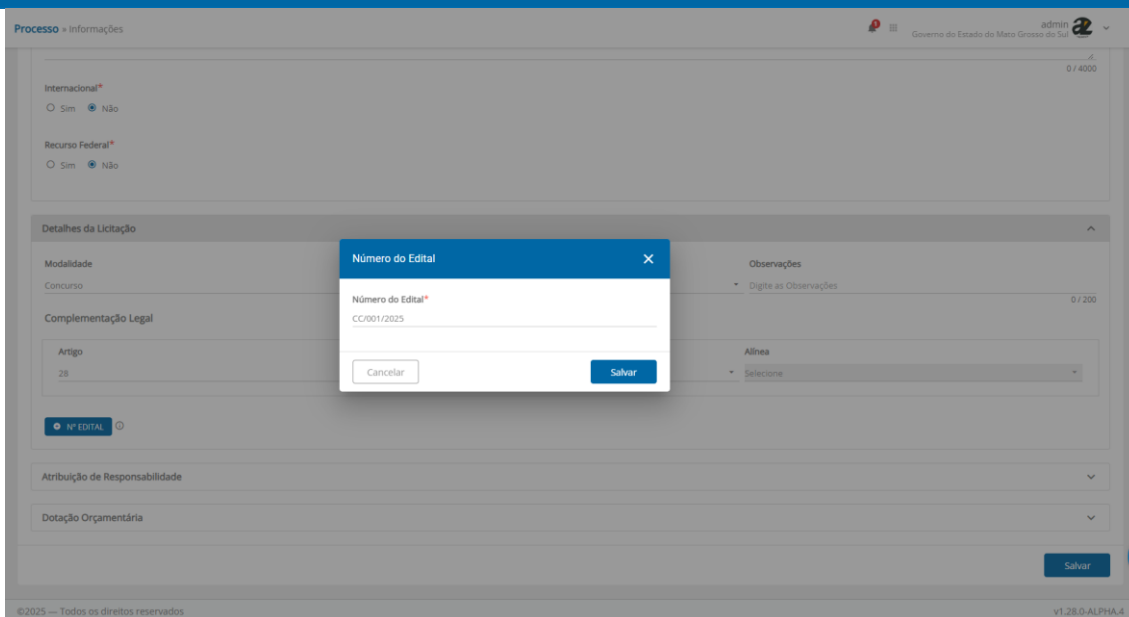 Processo » Informações
admin
Governo do Estado do Mato Grosso do Sul
0 / 4000
Internacional*
Sim Não
Recurso Federal*
Sim Não
Detalhes da Licitação
Modalidade
Observações
Concurso
Digite as Observações
0 / 200
Complementação Legal
Artigo
Alínea
28
Selecione
Nº EDITAL
Número do Edital
Número do Edital*
CC/001/2025
Cancelar
Salvar
Atribuição de Responsabilidade
Dotação Orçamentária
Salvar
©2025 — Todos os direitos reservados
v1.28.0-ALPHA.4